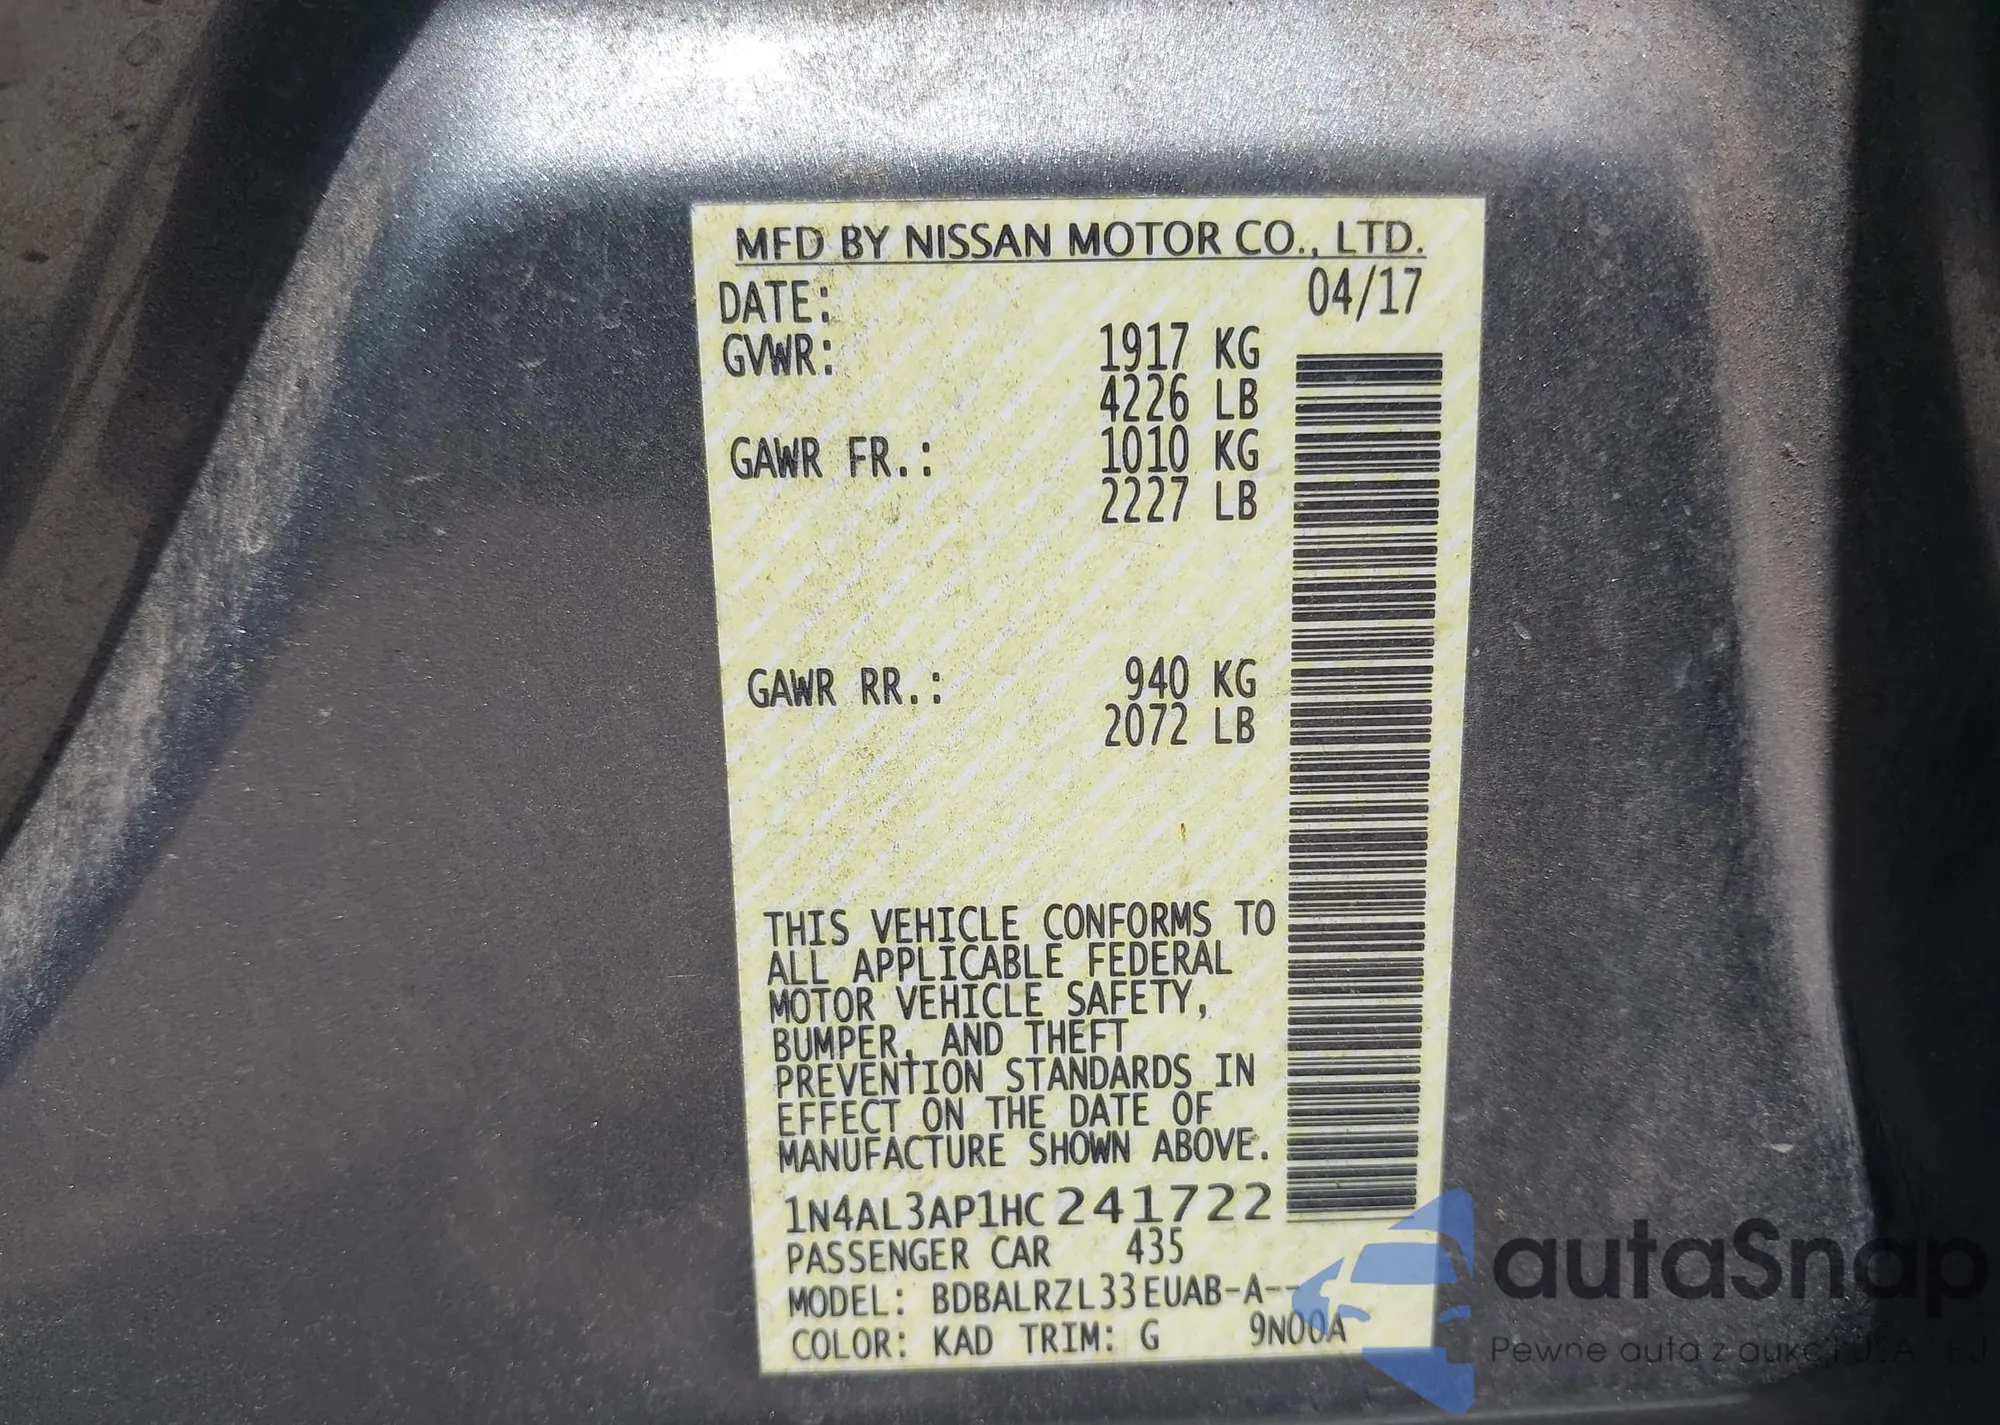 MFD BY NISSAN MOTOR CO., LTD.
DATE: 04/17
GVWR: 1917 KG
4226 LB
GAWR FR.: 1010 KG
2227 LB
GAWR RR.: 940 KG
2072 LB
THIS VEHICLE CONFORMS TO
ALL APPLICABLE FEDERAL
MOTOR VEHICLE SAFETY,
BUMPER, AND THEFT
PREVENTION STANDARDS IN
EFFECT ON THE DATE OF
MANUFACTURE SHOWN ABOVE.
1N4AL3AP1HC241722
PASSENGER CAR 435
MODEL: BDBALRZL33EUAB-A--
COLOR: KAD TRIM: G 9N00A
autaSnap
Pewne auta z aukcji